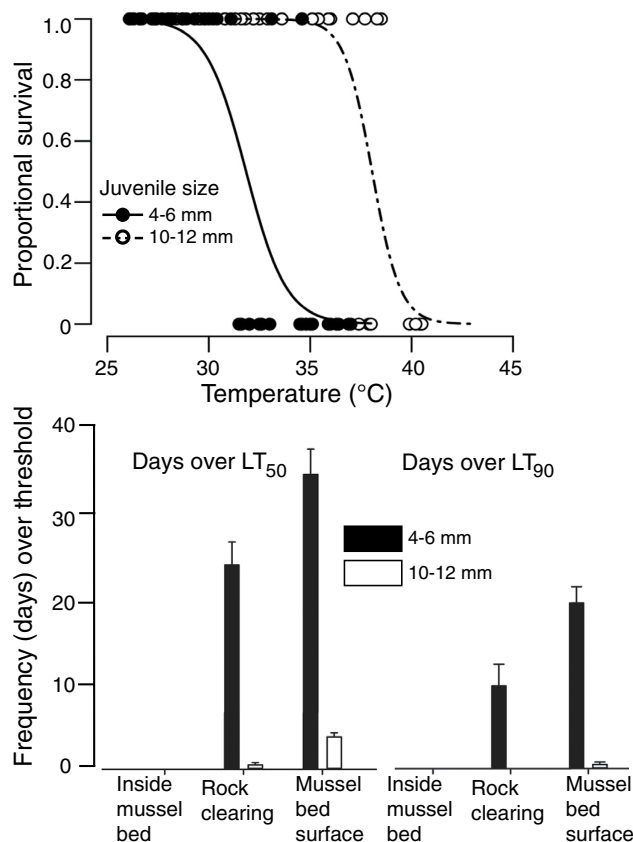 Proportional survival
1.0
0.8
0.6
0.4
0.2
0
Juvenile size
4-6 mm
10-12 mm
25 30 35 40 45
Temperature (°C)
Frequency (days) over threshold
40
30
20
10
0
Days over LT50
Days over LT90
4-6 mm
10-12 mm
Inside mussel bed
Rock clearing
Mussel bed surface
Inside mussel bed
Rock clearing
Mussel bed surface